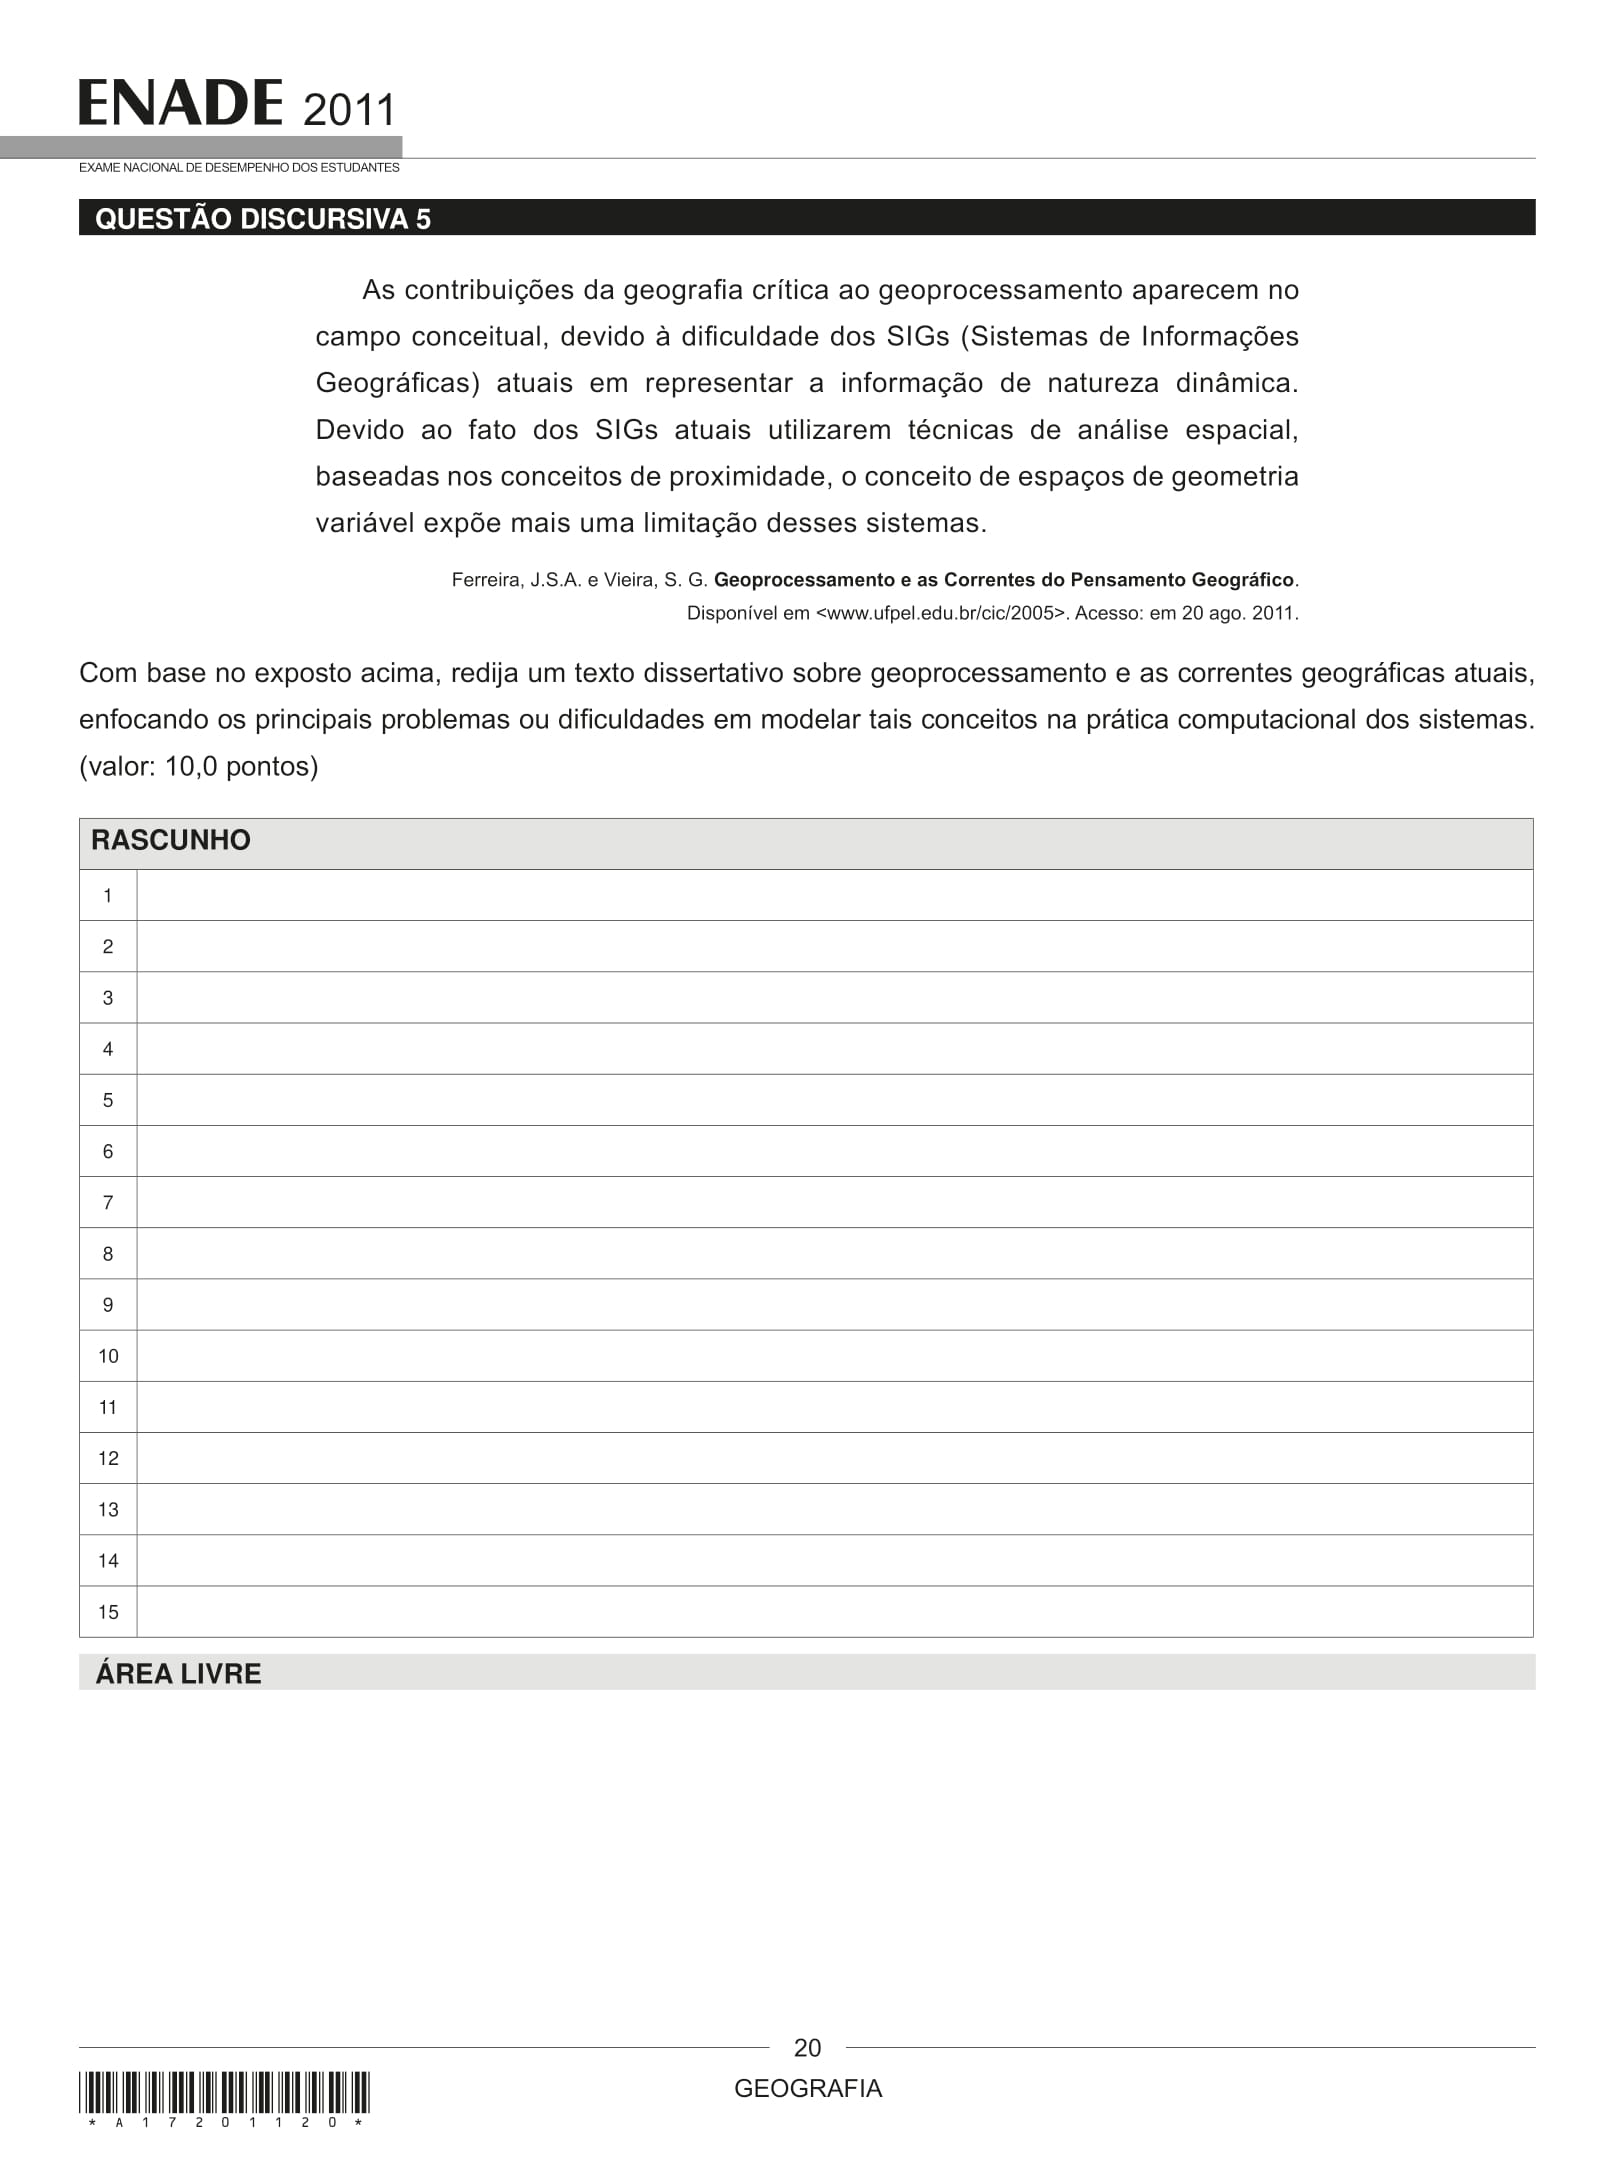 ENADE 2011
EXAME NACIONAL DE DESEMPENHO DOS ESTUDANTES
QUESTÃO DISCURSIVA 5
As contribuições da geografia crítica ao geoprocessamento aparecem no
campo conceitual, devido à dificuldade dos SIGs (Sistemas de Informações
Geográficas) atuais em representar a informação de natureza dinâmica.
Devido ao fato dos SIGs atuais utilizarem técnicas de análise espacial,
baseadas nos conceitos de proximidade, o conceito de espaços de geometria
variável expõe mais uma limitação desses sistemas.
Ferreira, J.S.A. e Vieira, S. G. Geoprocessamento e as Correntes do Pensamento Geográfico.
Disponível em <www.ufpel.edu.br/cic/2005>. Acesso: em 20 ago. 2011.
Com base no exposto acima, redija um texto dissertativo sobre geoprocessamento e as correntes geográficas atuais,
enfocando os principais problemas ou dificuldades em modelar tais conceitos na prática computacional dos sistemas.
(valor: 10,0 pontos)
RASCUNHO
1
2
3
4
5
6
7
8
9
10
11
12
13
14
15
ÁREA LIVRE
20
GEOGRAFIA
* A 1 7 2 0 1 1 2 0 *